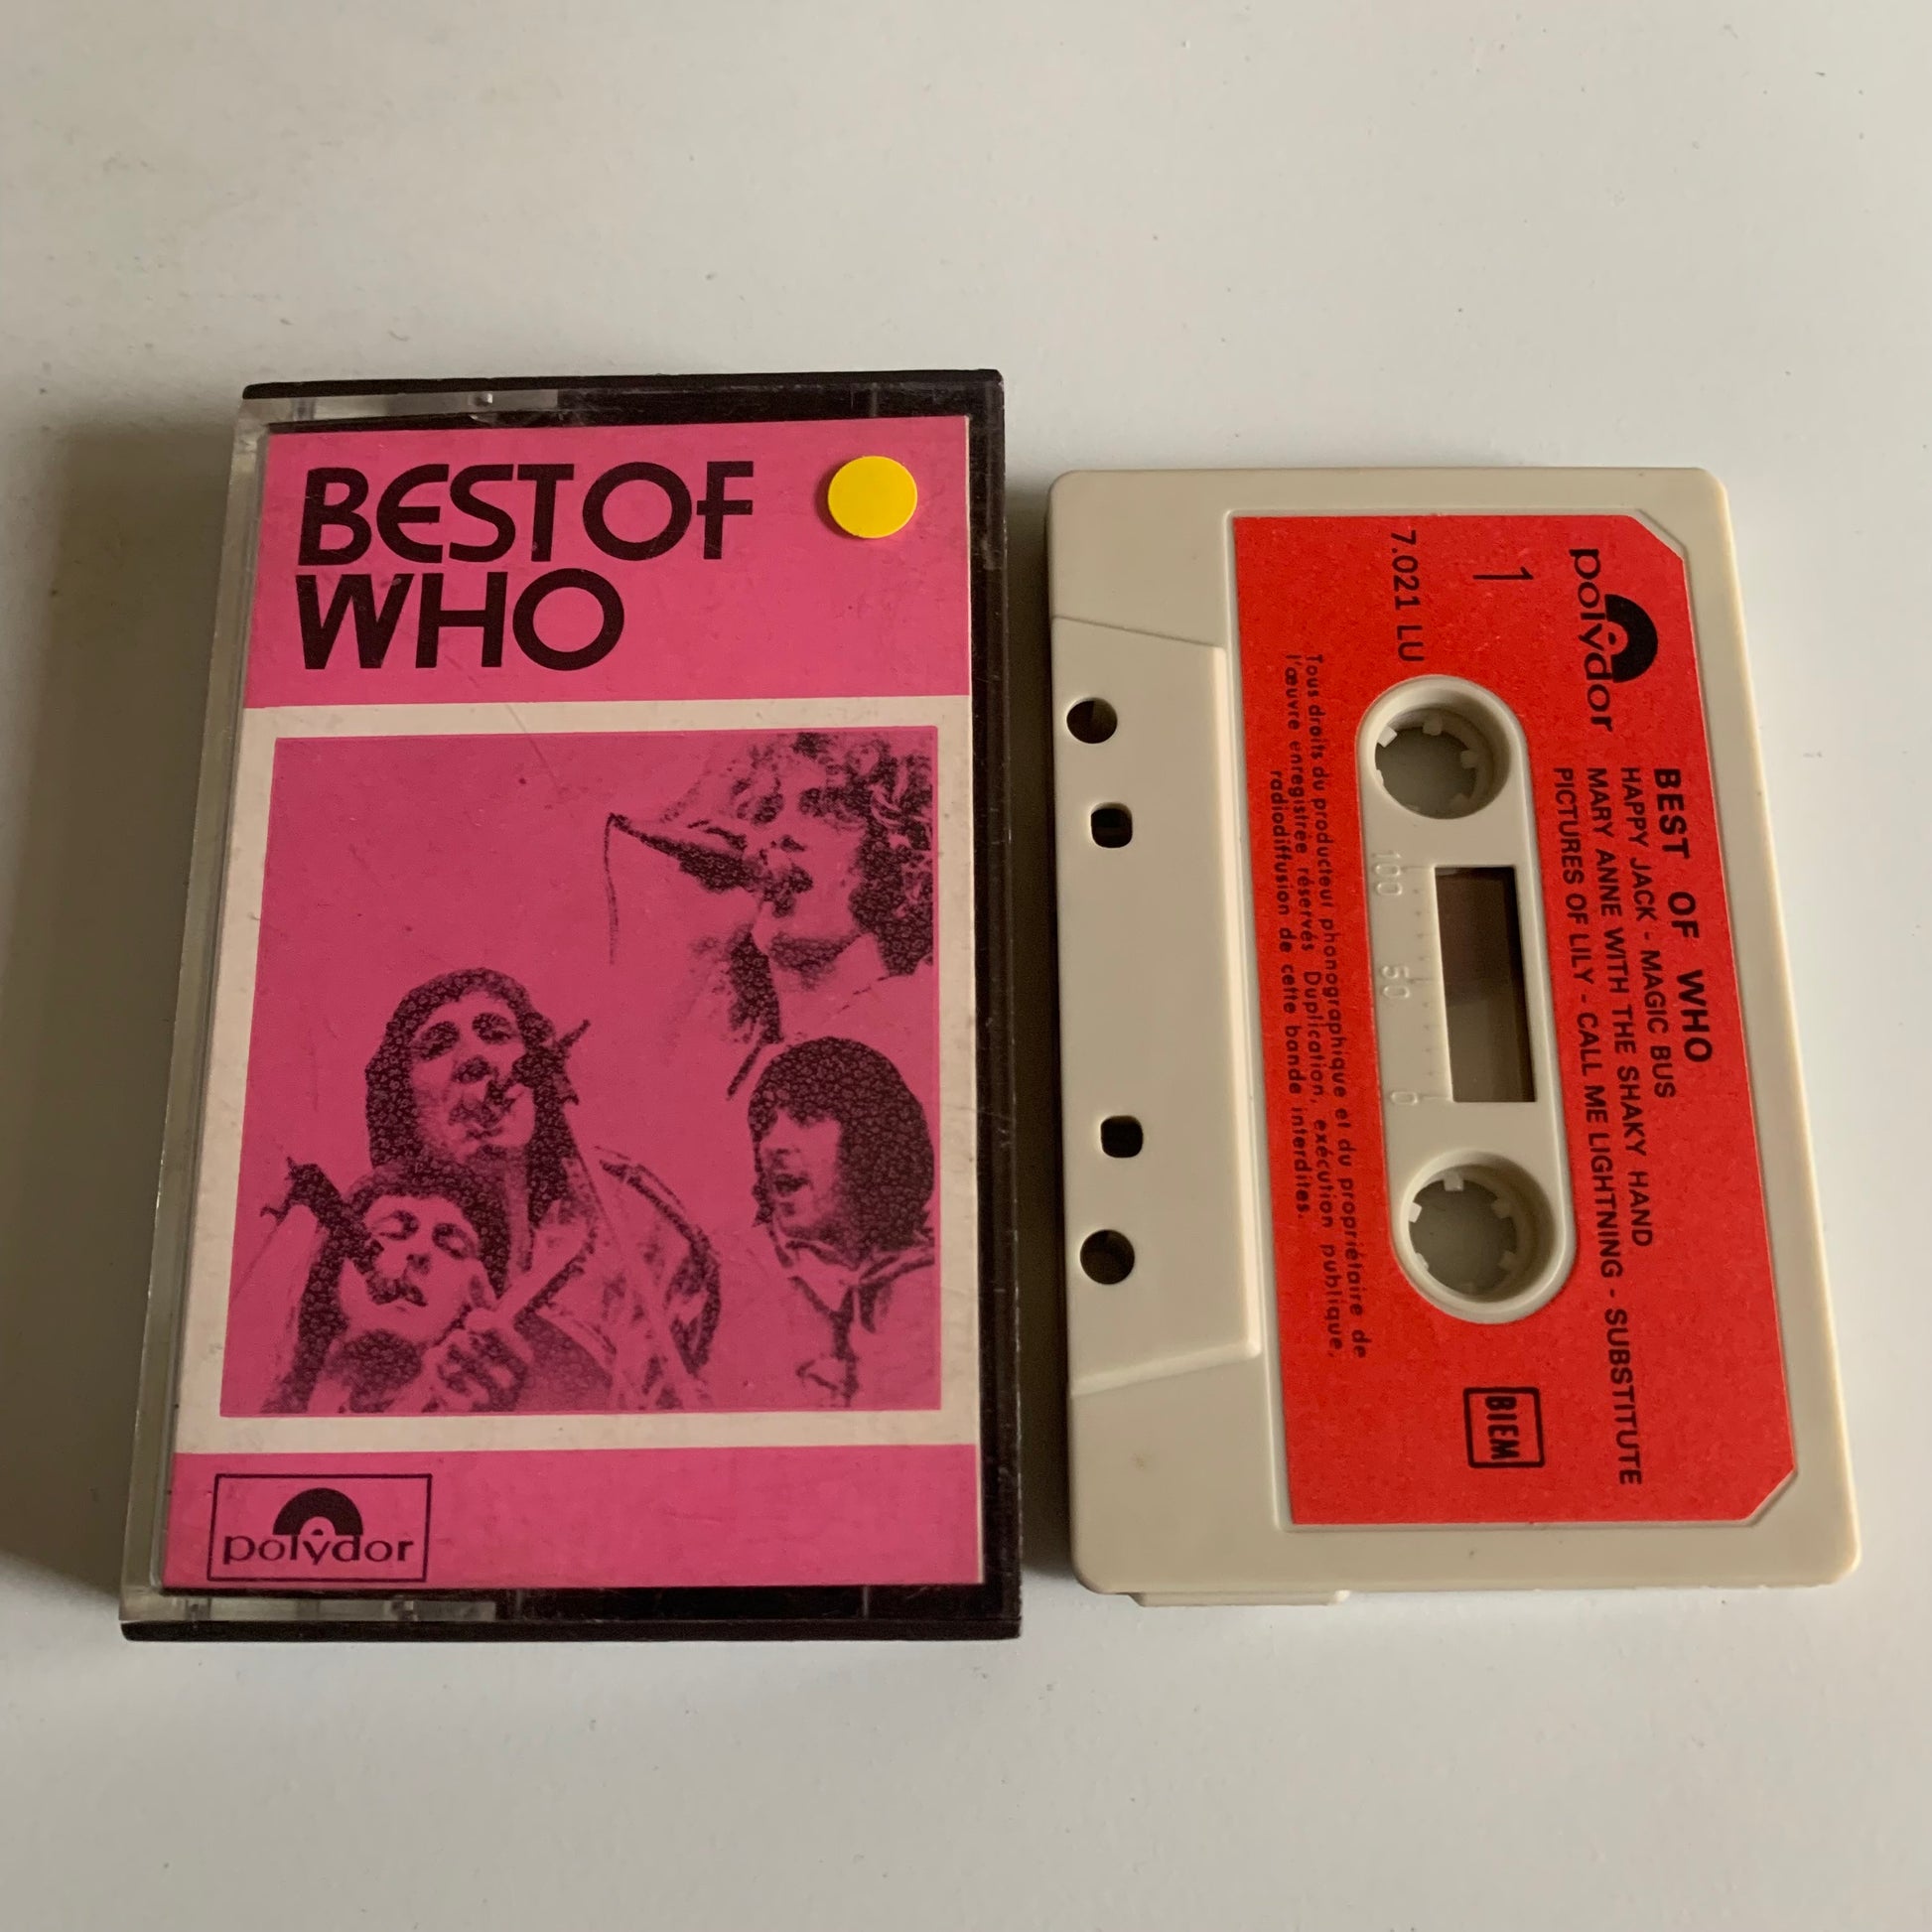 BEST OF
WHO
polydor
polydor
1
7.021 LU
BEST OF WHO
HAPPY JACK - MAGIC BUS
MARY ANNE WITH THE SHAKY HAND
PICTURES OF LILY - CALL ME LIGHTNING - SUBSTITUTE
100 50 0
BIEM
Tous droits du producteur phonographique et du propriétaire de
l'œuvre enregistrée réservés Duplication, exécution publique,
radiodiffusion de cette bande interdites.